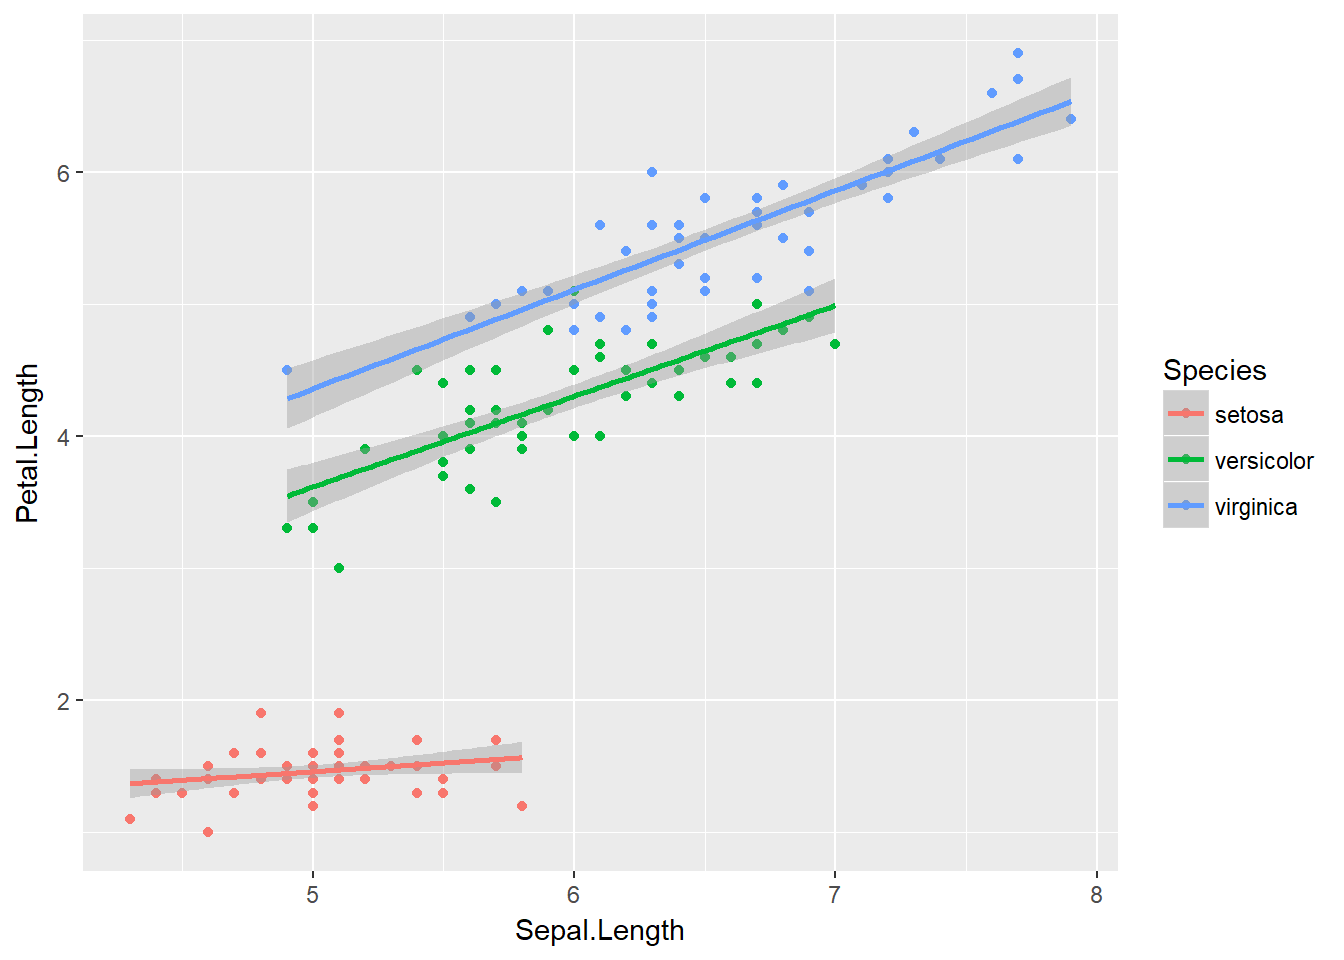 6
4
2
Petal.Length
5 6 7 8
Sepal.Length
Species
setosa
versicolor
virginica